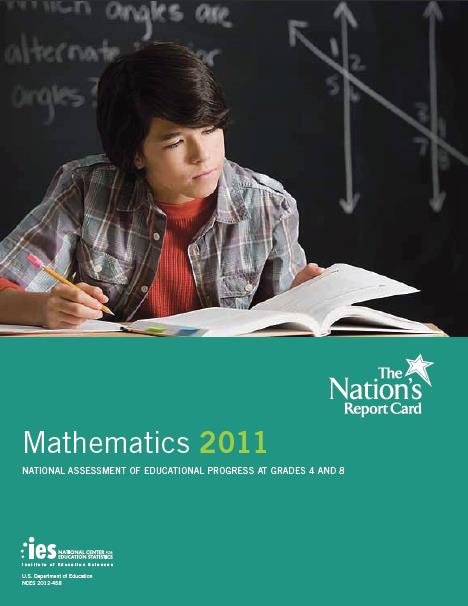 which angles are
alternate
angles?
1
2
5
6
3
7
8
The
Nation's
Report Card
Mathematics 2011
NATIONAL ASSESSMENT OF EDUCATIONAL PROGRESS AT GRADES 4 AND 8
ies NATIONAL CENTER FOR
EDUCATION STATISTICS
Institute of Education Sciences
U.S. Department of Education
NCES 2012-458